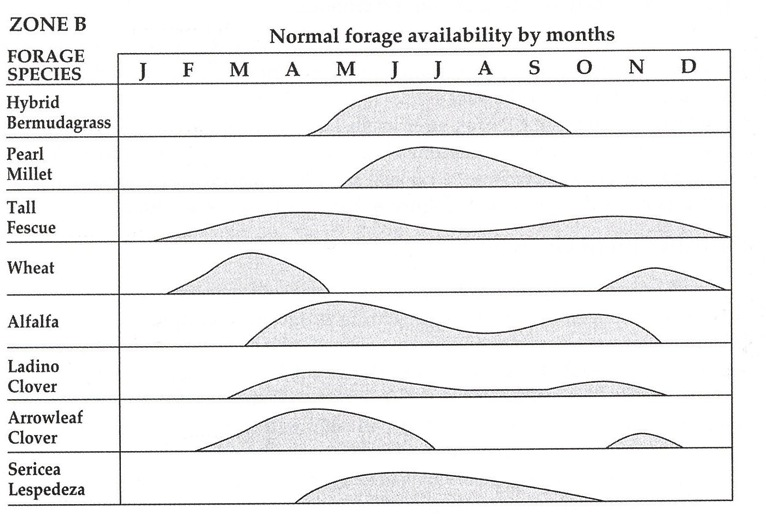 ZONE B
Normal forage availability by months
FORAGE
SPECIES
J F M A M J J A S O N D
Hybrid
Bermudagrass
Pearl
Millet
Tall
Fescue
Wheat
Alfalfa
Ladino
Clover
Arrowleaf
Clover
Sericea
Lespedeza